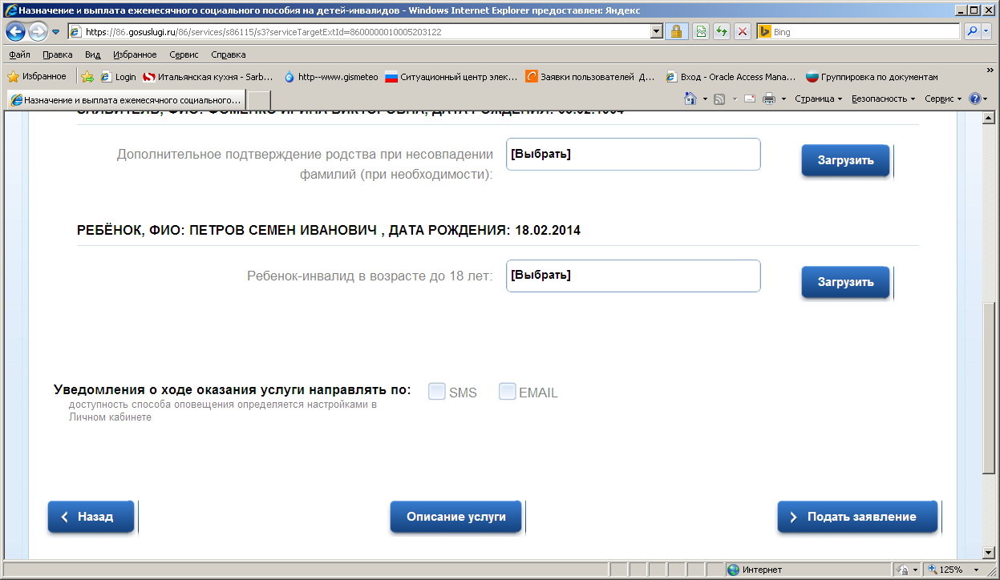 Назначение и выплата ежемесячного социального пособия на детей-инвалидов - Windows Internet Explorer предоставлен: Яндекс
https://86.gosuslugi.ru/86/services/s86115/s3?serviceTargetExtId=8600000010005203122
Bing
Файл Правка Вид Избранное Сервис Справка
Избранное Login Итальянская кухня - Sarb... http--www.gismeteo Ситуационный центр элек... Заявки пользователей Д... Вход - Oracle Access Mana... Группировка по документам
Назначение и выплата ежемесячного социального... Страница Безопасность Сервис
ЗАЯВИТЕЛЬ, ФИО: ФОМЕНКО ИРИНА ВИКТОРОВНА, ДАТА РОЖДЕНИЯ:
Дополнительное подтверждение родства при несовпадении
фамилий (при необходимости):
[Выбрать]
Загрузить
РЕБЁНОК, ФИО: ПЕТРОВ СЕМЕН ИВАНОВИЧ , ДАТА РОЖДЕНИЯ: 18.02.2014
Ребенок-инвалид в возрасте до 18 лет:
[Выбрать]
Загрузить
Уведомления о ходе оказания услуги направлять по: SMS EMAIL
доступность способа оповещения определяется настройками в
Личном кабинете
Назад Описание услуги Подать заявление
Интернет 125%